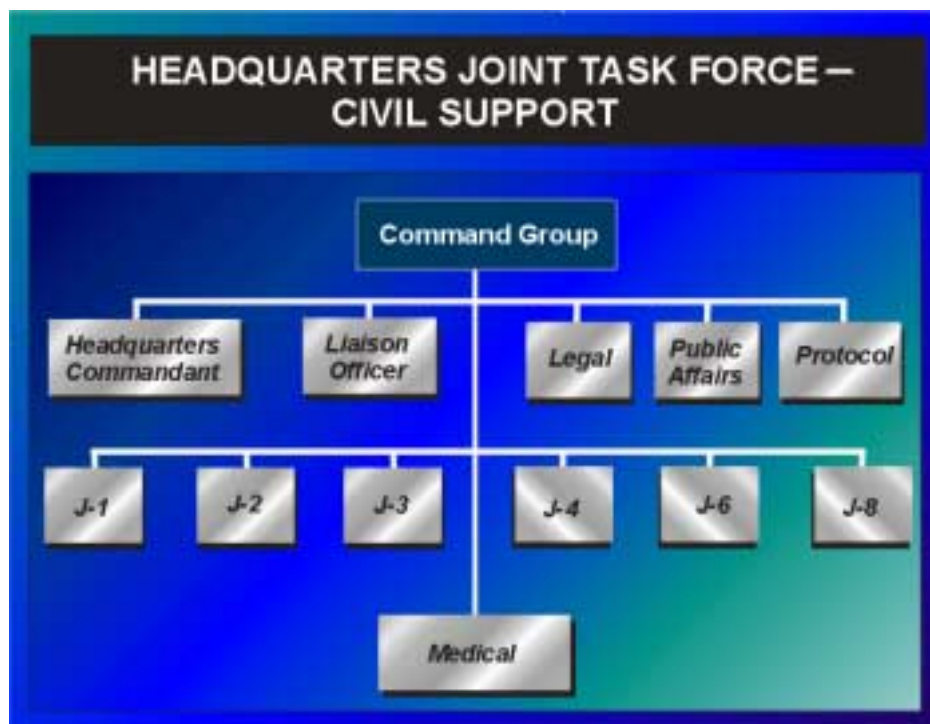 HEADQUARTERS JOINT TASK FORCE —
CIVIL SUPPORT
Command Group
Headquarters
Commandant
Liaison
Officer
Legal
Public
Affairs
Protocol
J-1
J-2
J-3
J-4
J-6
J-8
Medical